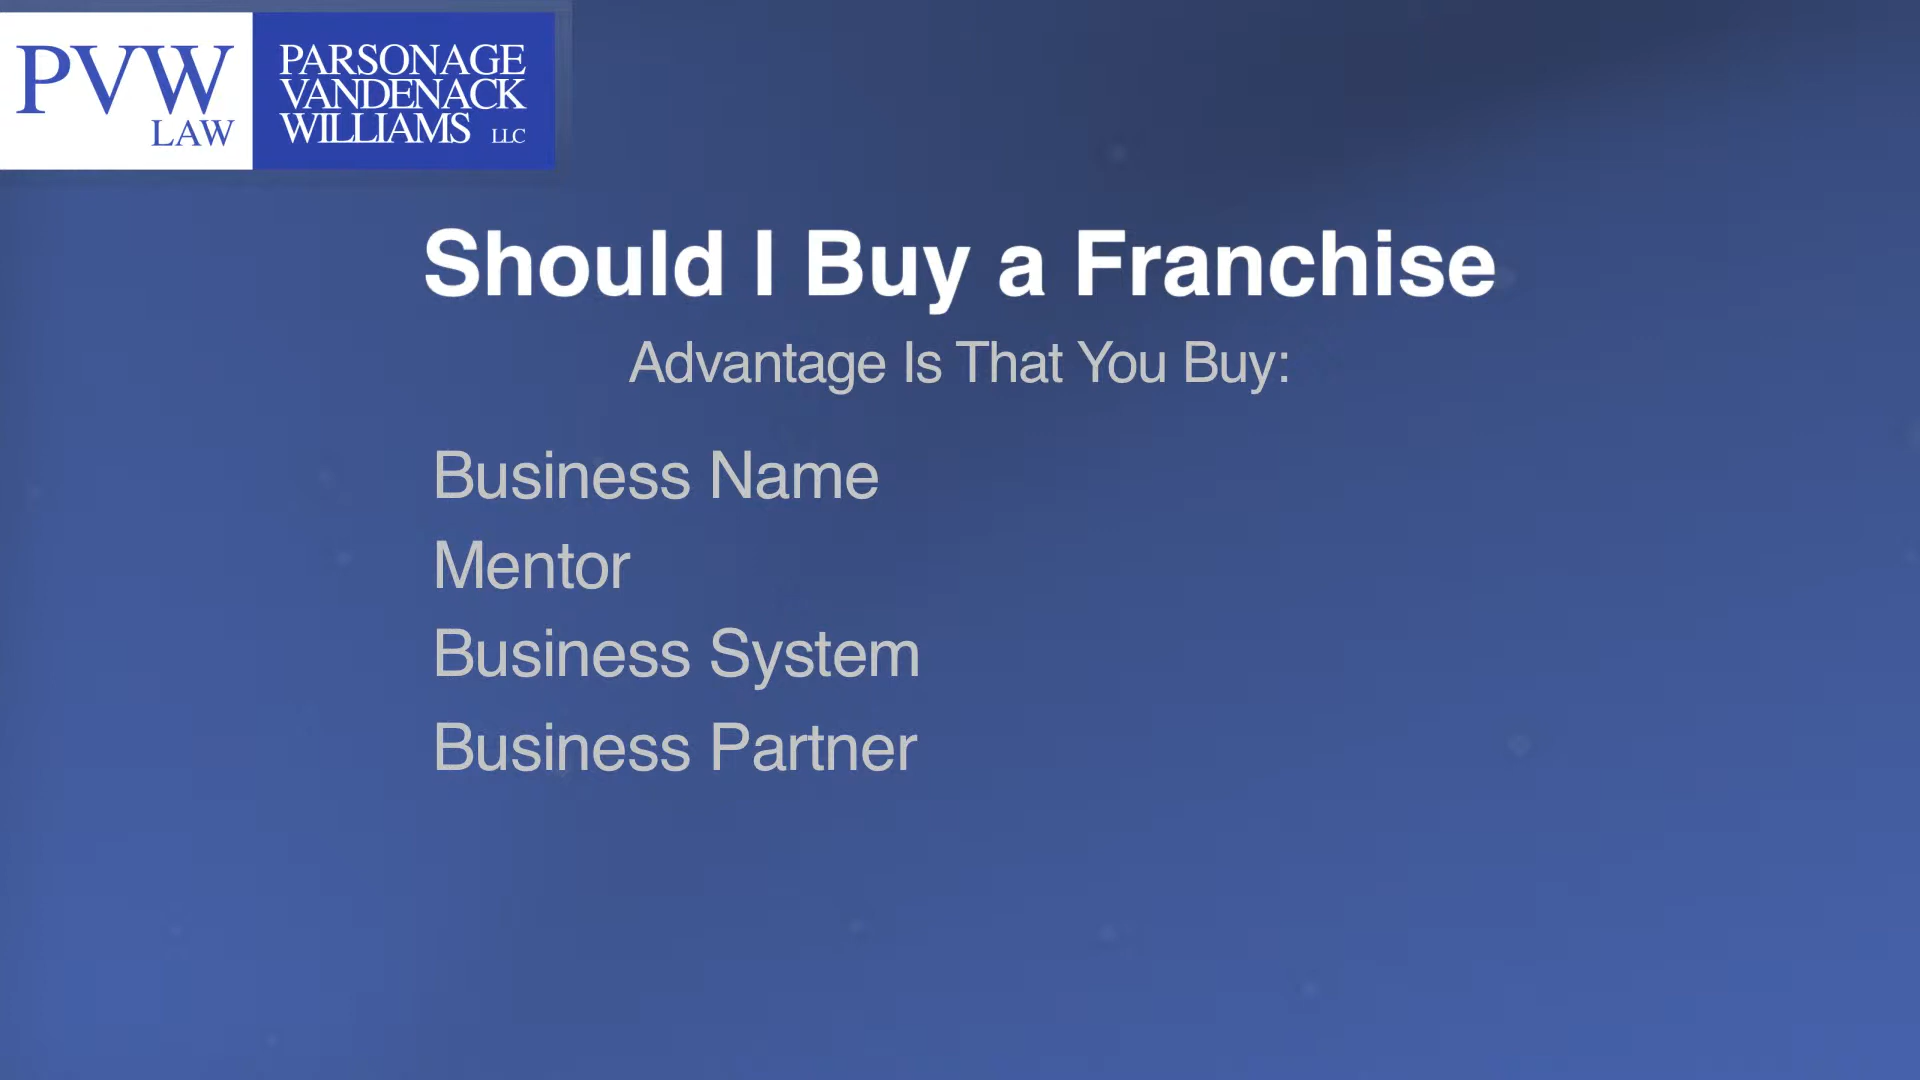 PVW
LAW
PARSONAGE
VANDENACK
WILLIAMS LLC
Should I Buy a Franchise
Advantage Is That You Buy:
Business Name
Mentor
Business System
Business Partner